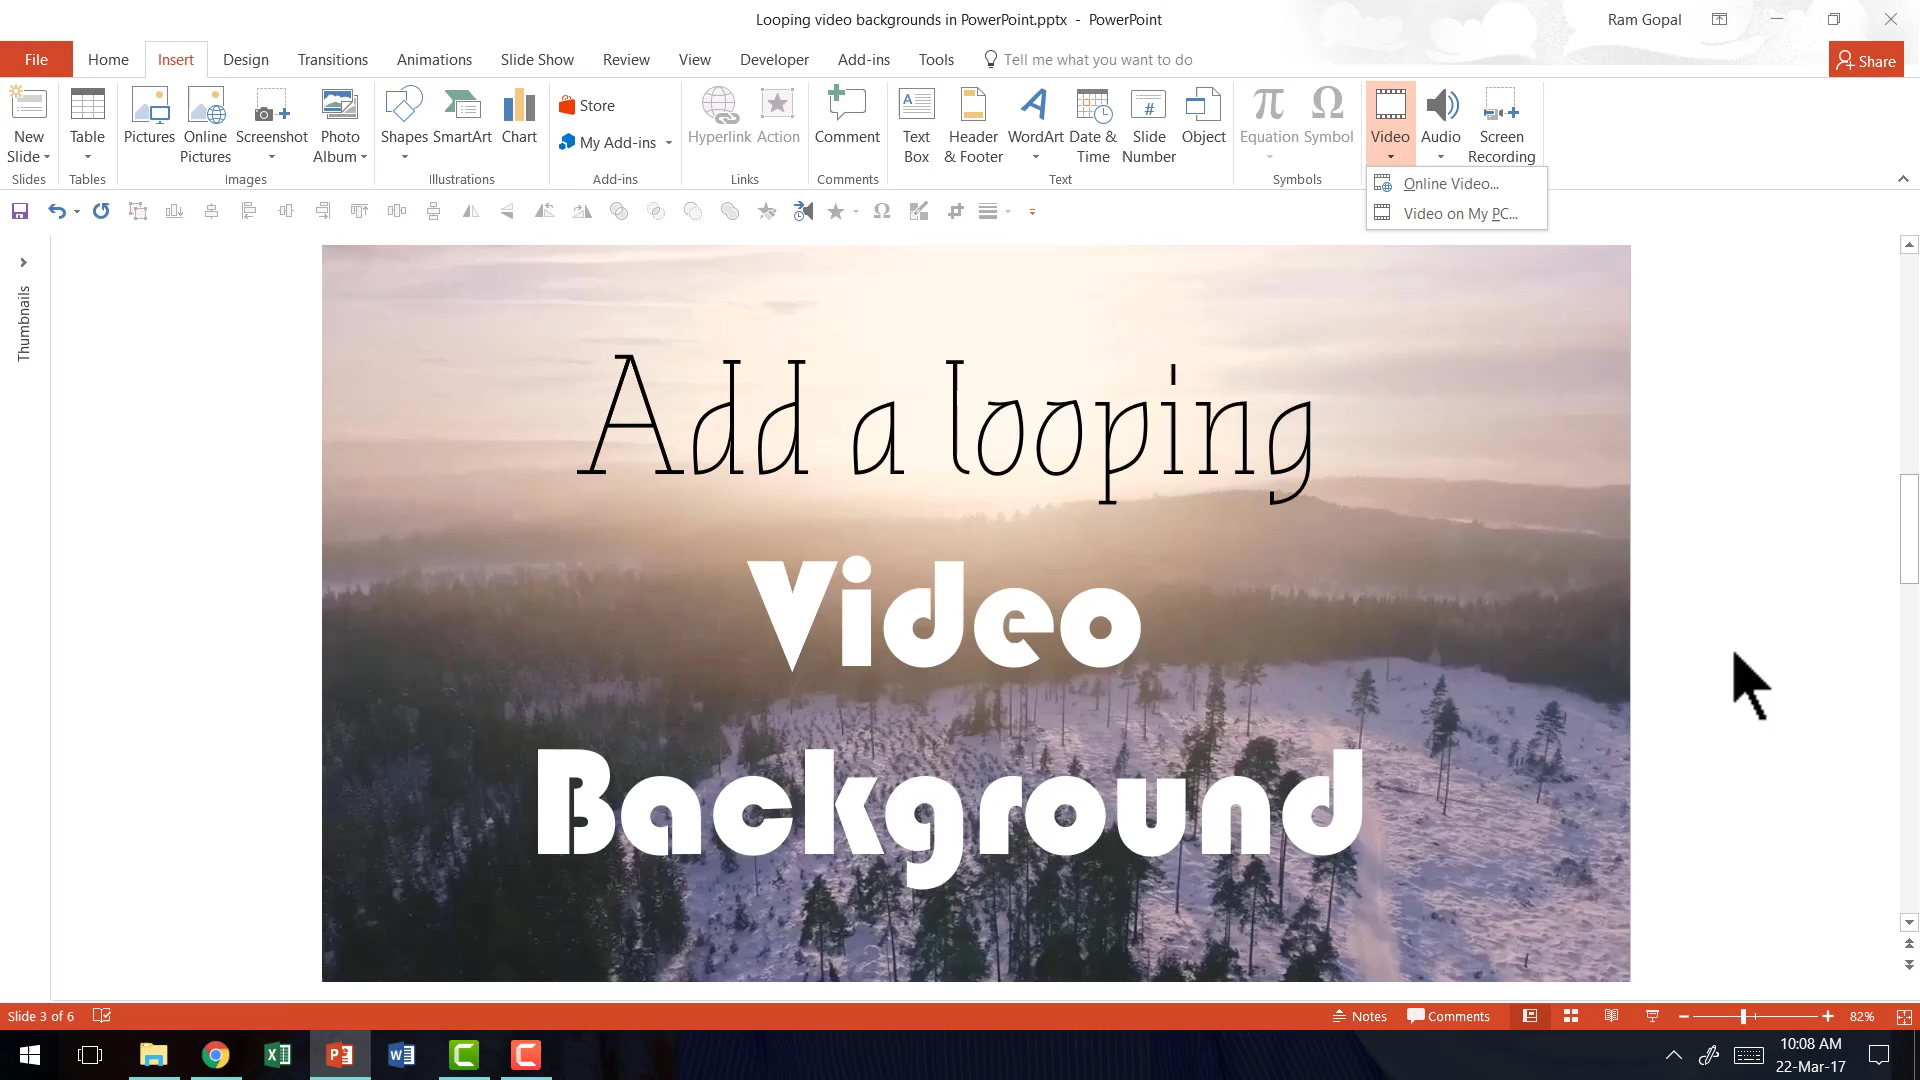 Looping video backgrounds in PowerPoint.pptx - PowerPoint
Ram Gopal
File Home Insert Design Transitions Animations Slide Show Review View Developer Add-ins Tools Tell me what you want to do Share
New Slide
Table
Pictures
Online Pictures
Screenshot
Photo Album
Shapes
SmartArt
Chart
Store
My Add-ins
Hyperlink
Action
Comment
Text Box
Header & Footer
WordArt
Date & Time
Slide Number
Object
Equation
Symbol
Video
Audio
Screen Recording
Slides Tables Images Illustrations Add-ins Links Comments Text Symbols
Online Video...
Video on My PC...
Thumbnails
Add a looping
Video
Background
Slide 3 of 6
Notes Comments 82%
10:08 AM
22-Mar-17